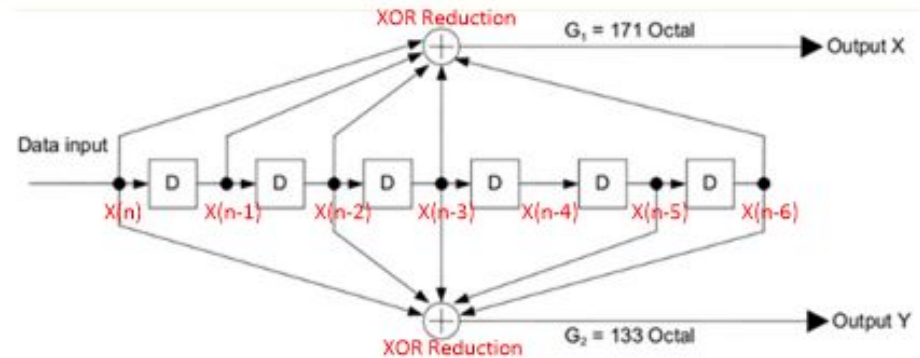 XOR Reduction
G₁ = 171 Octal
Output X
Data input
D D D D D D
X(n) X(n-1) X(n-2) X(n-3) X(n-4) X(n-5) X(n-6)
Output Y
G₂ = 133 Octal
XOR Reduction